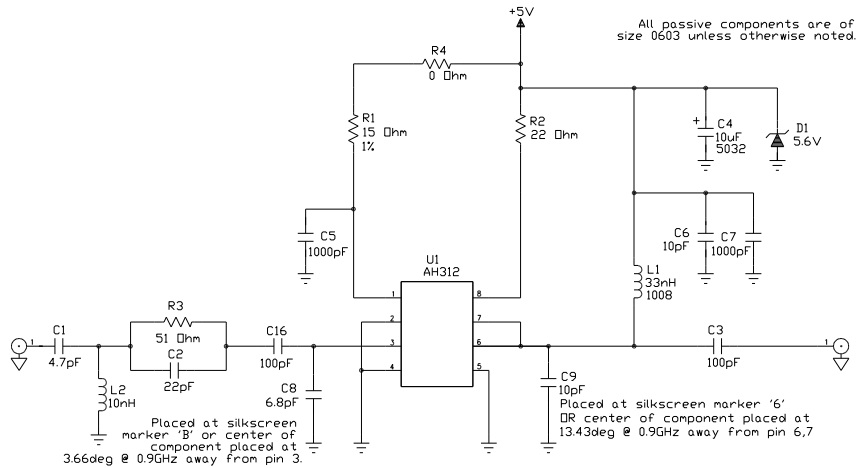 +5V
All passive components are of
size 0603 unless otherwise noted.
R4
0 Ohm
R1
15 Ohm
1%
R2
22 Ohm
+
C4
10uF
5032
D1
5.6V
C5
1000pF
C6
10pF
C7
1000pF
U1
AH312
L1
33nH
1008
1
8
2
7
3
6
4
5
R3
51 Ohm
C1
4.7pF
1
C2
22pF
C16
100pF
C3
100pF
1
L2
10nH
C8
6.8pF
C9
10pF
Placed at silkscreen
marker 'B' or center of
component placed at
3.66deg @ 0.9GHz away from pin 3.
Placed at silkscreen marker '6'
OR center of component placed at
13.43deg @ 0.9GHz away from pin 6,7